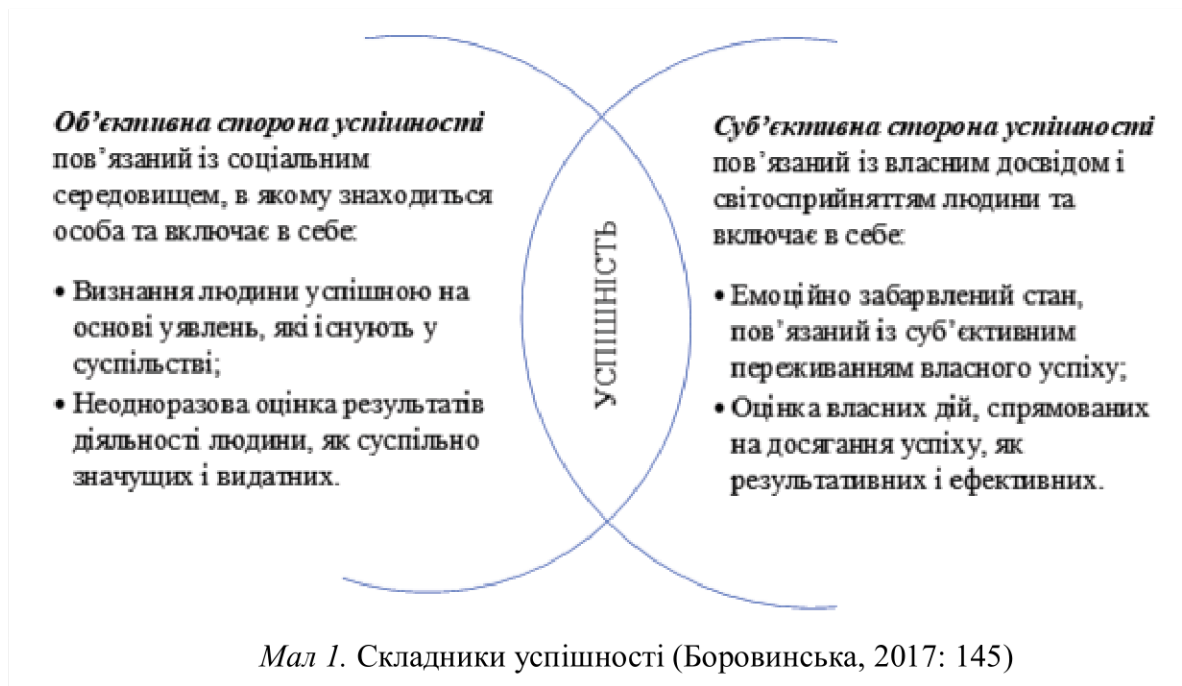 Об’єктивна сторона успішності
пов’язаний із соціальним
середовищем, в якому знаходиться
особа та включає в себе:
• Визнання людини успішною на
основі уявлень, які існують у
суспільстві;
• Неодноразова оцінка результатів
діяльності людини, як суспільно
значущих і видатних.
УСПІШНІСТЬ
Суб’єктивна сторона успішності
пов’язаний із власним досвідом і
світосприйняттям людини та
включає в себе:
• Емоційно забарвлений стан,
пов’язаний із суб’єктивним
переживанням власного успіху;
• Оцінка власних дій, спрямованих
на досягання успіху, як
результативних і ефективних.
Мал 1. Складники успішності (Боровинська, 2017: 145)